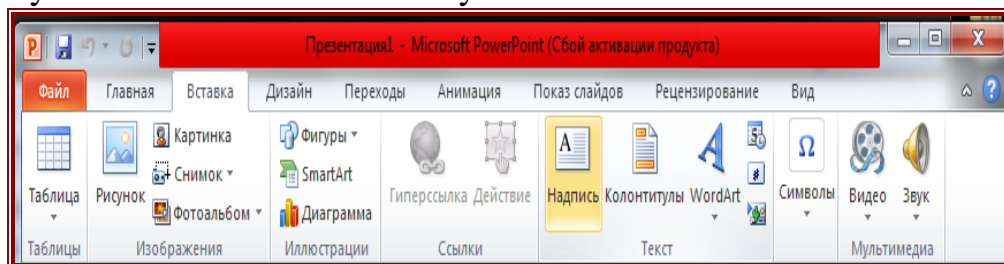 Презентация1 - Microsoft PowerPoint (Сбой активации продукта)
Файл Главная Вставка Дизайн Переходы Анимация Показ слайдов Рецензирование Вид
Таблица
Рисунок
Картинка
Снимок
Фотоальбом
Фигуры
SmartArt
Диаграмма
Гиперссылка Действие
Надпись Колонтитулы WordArt
Символы
Видео Звук
Таблицы Изображения Иллюстрации Ссылки Текст Мультимедиа